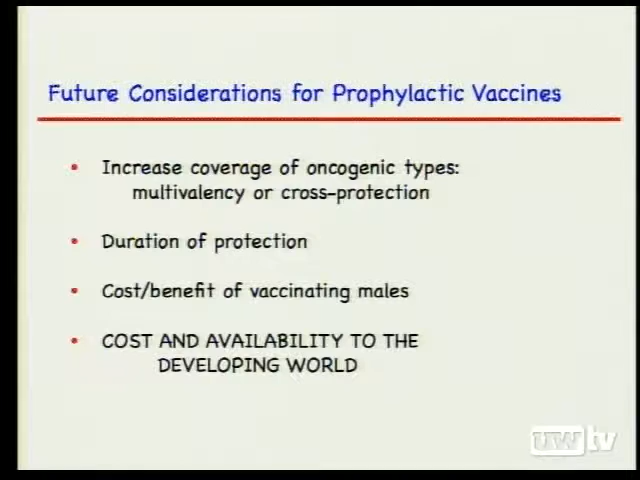 Future Considerations for Prophylactic Vaccines
• Increase coverage of oncogenic types:
multivalency or cross-protection
• Duration of protection
• Cost/benefit of vaccinating males
• COST AND AVAILABILITY TO THE
DEVELOPING WORLD
uwtv